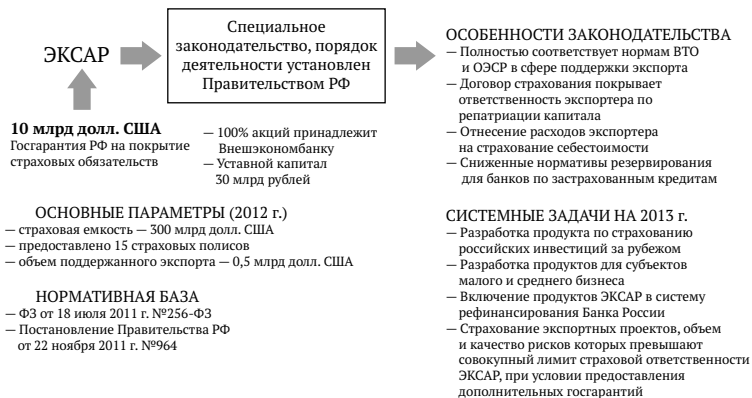 ЭКСАР
Специальное
законодательство, порядок
деятельности установлен
Правительством РФ
10 млрд долл. США
Госгарантия РФ на покрытие
страховых обязательств
— 100% акций принадлежит
Внешэкономбанку
— Уставной капитал
30 млрд рублей
ОСНОВНЫЕ ПАРАМЕТРЫ (2012 г.)
— страховая емкость — 300 млрд долл. США
— предоставлено 15 страховых полисов
— объем поддержанного экспорта — 0,5 млрд долл. США
НОРМАТИВНАЯ БАЗА
— ФЗ от 18 июля 2011 г. №256-ФЗ
— Постановление Правительства РФ
от 22 ноября 2011 г. №964
ОСОБЕННОСТИ ЗАКОНОДАТЕЛЬСТВА
— Полностью соответствует нормам ВТО
и ОЭСР в сфере поддержки экспорта
— Договор страхования покрывает
ответственность экспортера по
репатриации капитала
— Отнесение расходов экспортера
на страхование себестоимости
— Сниженные нормативы резервирования
для банков по застрахованным кредитам
СИСТЕМНЫЕ ЗАДАЧИ НА 2013 г.
— Разработка продукта по страхованию
российских инвестиций за рубежом
— Разработка продуктов для субъектов
малого и среднего бизнеса
— Включение продуктов ЭКСАР в систему
рефинансирования Банка России
— Страхование экспортных проектов, объем
и качество рисков которых превышают
совокупный лимит страховой ответственности
ЭКСАР, при условии предоставления
дополнительных госгарантий